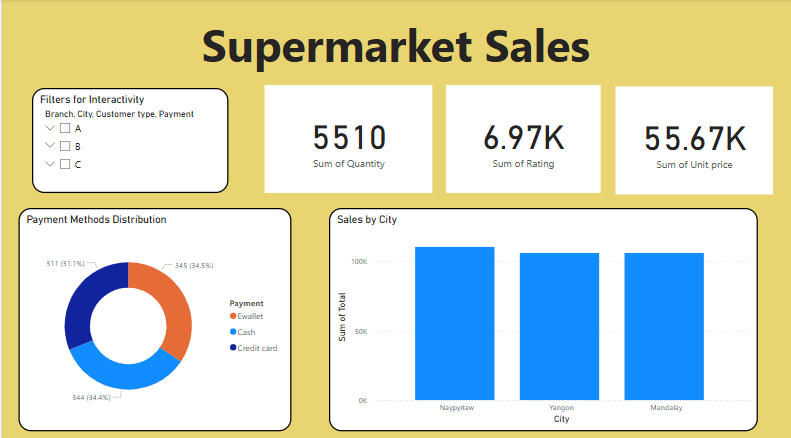 Supermarket Sales
Filters for Interactivity
Branch, City, Customer type, Payment
A
B
C
5510
Sum of Quantity
6.97K
Sum of Rating
55.67K
Sum of Unit price
Payment Methods Distribution
311 (31.1%)
345 (34.5%)
344 (34.4%)
Payment
Ewallet
Cash
Credit card
Sales by City
Sum of Total
100K
50K
0K
Naypyitaw
Yangon
Mandalay
City